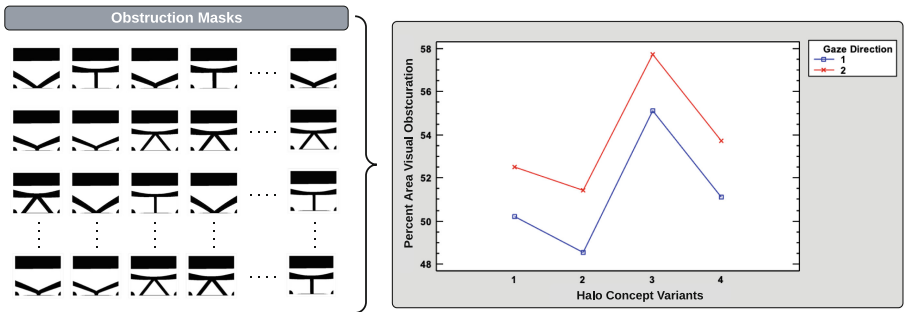 Obstruction Masks
58
56
54
52
50
48
Percent Area Visual Obstcuration
1 2 3 4
Halo Concept Variants
Gaze Direction
1
2